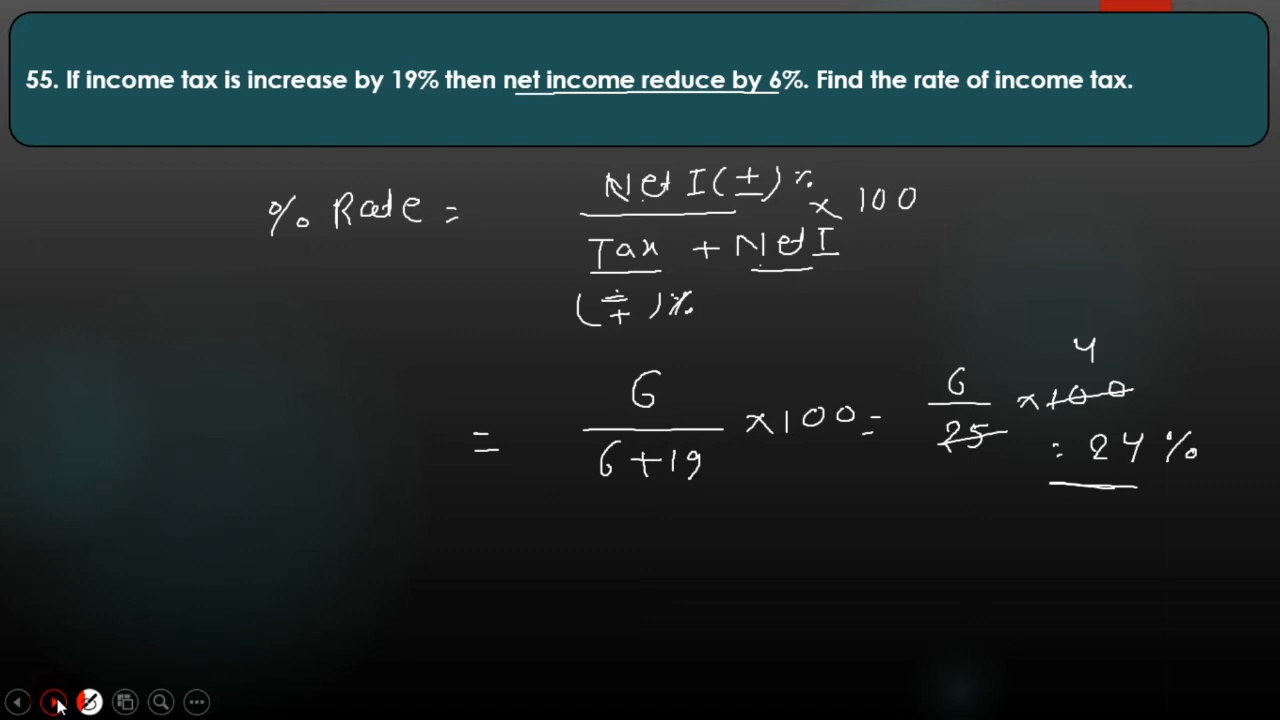 55. If income tax is increase by 19% then net income reduce by 6%. Find the rate of income tax.
% Rate = Net I (±) % × 100
Tax + Net I
(±) %
= 6 × 100 = 6 × 100 4
6 + 19 25 : 24 %